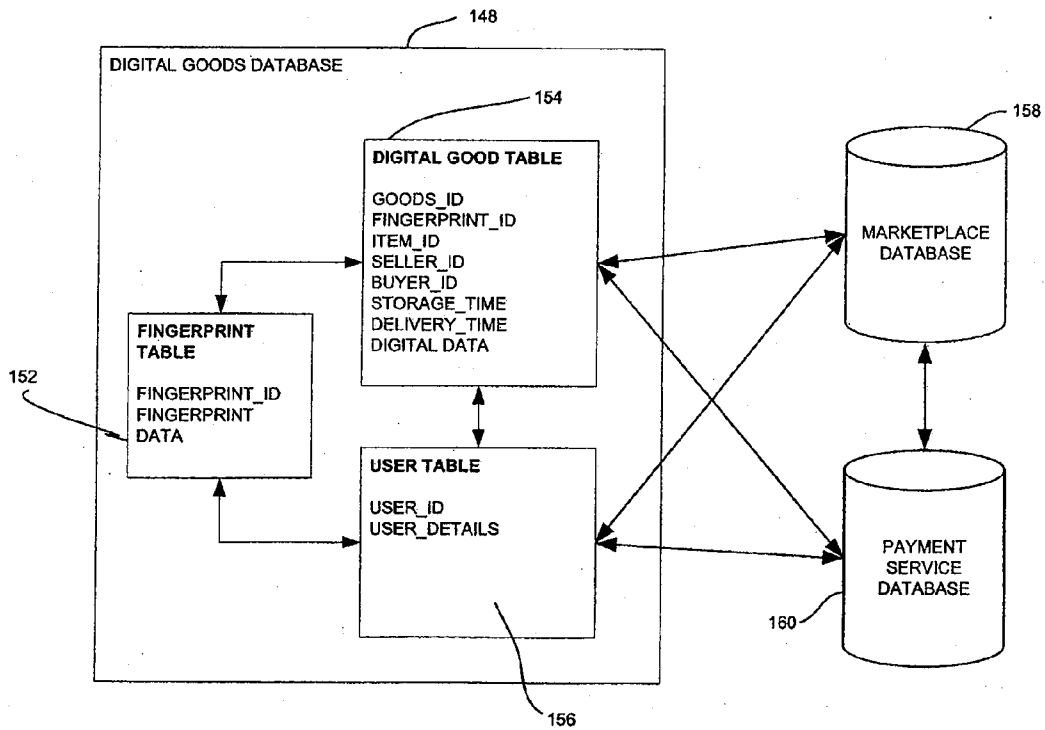 148
DIGITAL GOODS DATABASE
154
DIGITAL GOOD TABLE
GOODS_ID
FINGERPRINT_ID
ITEM_ID
SELLER_ID
BUYER_ID
STORAGE_TIME
DELIVERY_TIME
DIGITAL DATA
158
MARKETPLACE
DATABASE
152
FINGERPRINT
TABLE
FINGERPRINT_ID
FINGERPRINT
DATA
USER TABLE
USER_ID
USER_DETAILS
156
PAYMENT
SERVICE
DATABASE
160